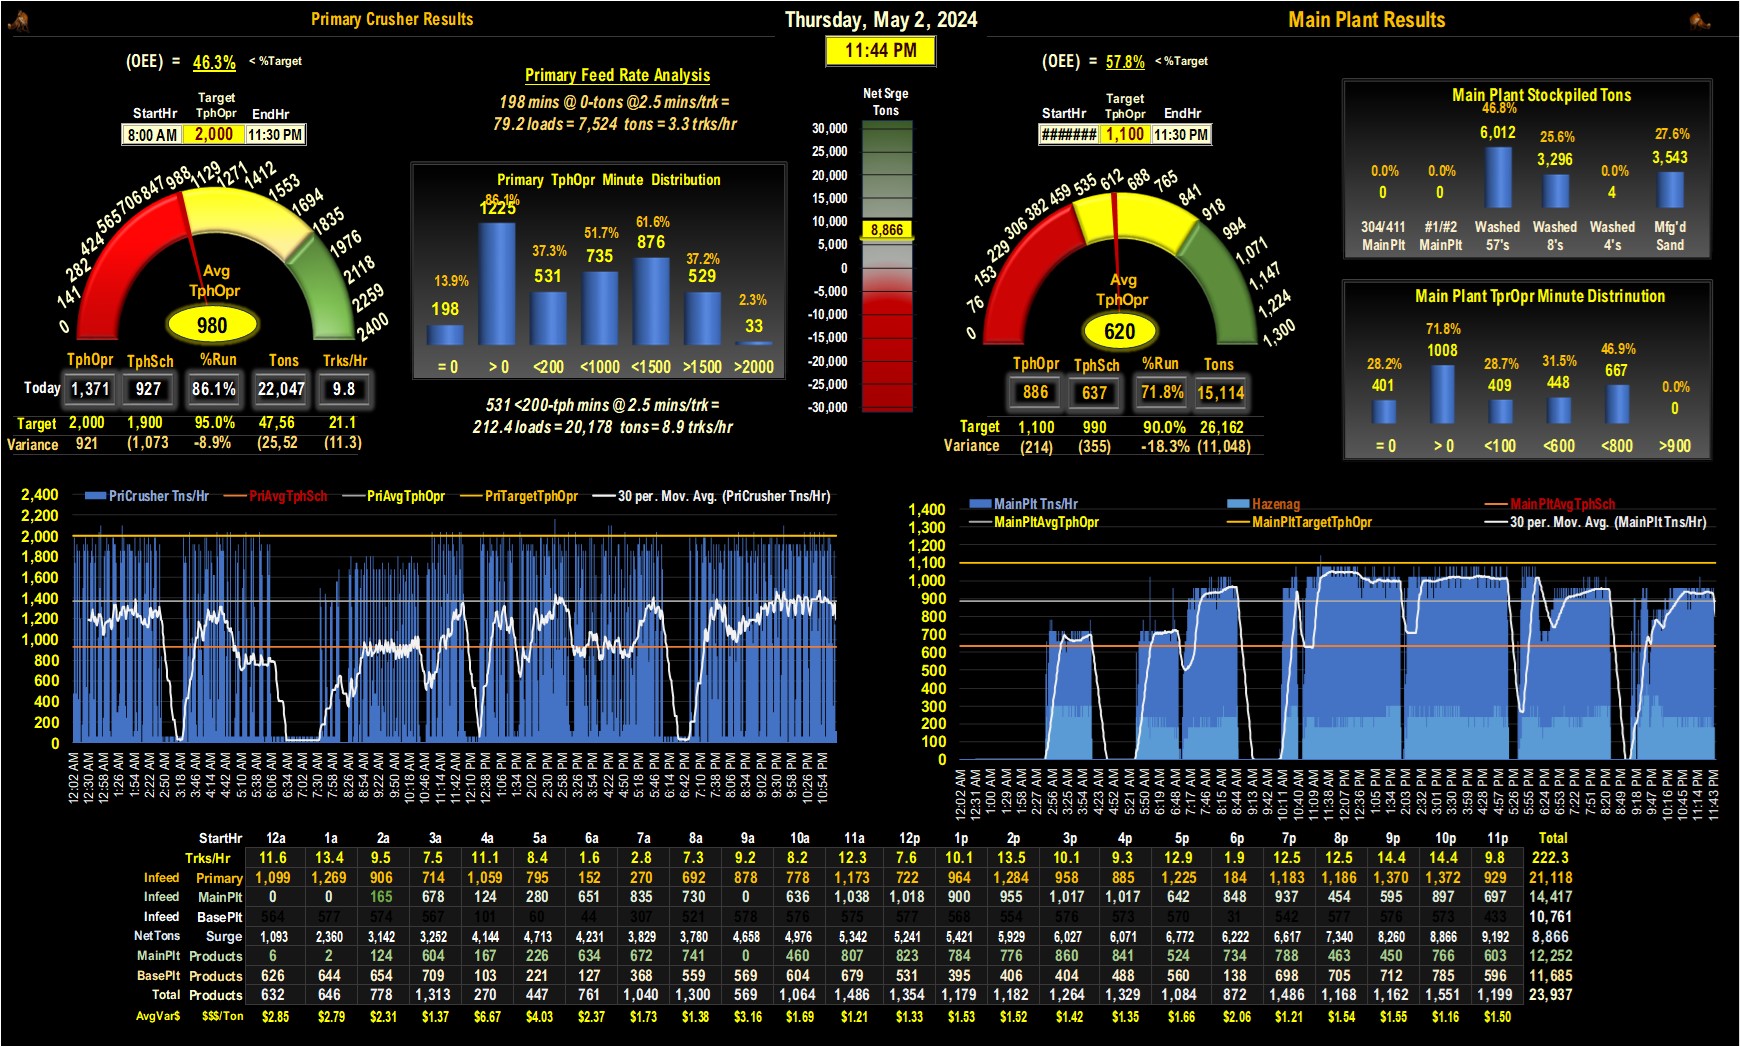 Primary Crusher Results
Thursday, May 2, 2024
Main Plant Results
11:44 PM
(OEE) = 46.3% < %Target
StartHr Target TphOpr EndHr
8:00 AM 2,000 11:30 PM
0 141 282 424 565 706 847 988 1129 1271 1412 1553 1694 1835 1976 2118 2259 2400
Avg
TphOpr
980
TphOpr TphSch %Run Tons Trks/Hr
Today 1,371 927 86.1% 22,047 9.8
Target 2,000 1,900 95.0% 47,56 21.1
Variance 921 (1,073 -8.9% (25,52 (11.3)
Primary Feed Rate Analysis
198 mins @ 0-tons @2.5 mins/trk =
79.2 loads = 7,524 tons = 3.3 trks/hr
Primary TphOpr Minute Distribution
13.9% 86.1% 37.3% 51.7% 61.6% 37.2% 2.3%
198 1225 531 735 876 529 33
= 0 > 0 <200 <1000 <1500 >1500 >2000
531 <200-tph mins @ 2.5 mins/trk =
212.4 loads = 20,178 tons = 8.9 trks/hr
Net Srge
Tons
30,000
25,000
20,000
15,000
10,000
8,866
5,000
0
-5,000
-10,000
-15,000
-20,000
-25,000
-30,000
(OEE) = 57.8% < %Target
StartHr Target TphOpr EndHr
####### 1,100 11:30 PM
0 76 153 229 306 382 459 535 612 688 765 841 918 994 1,071 1,147 1,224 1,300
Avg
TphOpr
620
TphOpr TphSch %Run Tons
886 637 71.8% 15,114
Target 1,100 990 90.0% 26,162
Variance (214) (355) -18.3% (11,048)
Main Plant Stockpiled Tons
0.0% 0.0% 46.8% 25.6% 0.0% 27.6%
0 0 6,012 3,296 4 3,543
304/411 #1/#2 Washed Washed Washed Mfg'd
MainPlt MainPlt 57's 8's 4's Sand
Main Plant TprOpr Minute Distrinution
28.2% 71.8% 28.7% 31.5% 46.9% 0.0%
401 1008 409 448 667 0
= 0 > 0 <100 <600 <800 >900
PriCrusher Tns/Hr PriAvgTphSch PriAvgTphOpr PriTargetTphOpr 30 per. Mov. Avg. (PriCrusher Tns/Hr)
2,400
2,200
2,000
1,800
1,600
1,400
1,200
1,000
800
600
400
200
0
12:02 AM 12:30 AM 12:58 AM 1:26 AM 1:54 AM 2:22 AM 2:50 AM 3:18 AM 3:46 AM 4:14 AM 4:42 AM 5:10 AM 5:38 AM 6:06 AM 6:34 AM 7:02 AM 7:30 AM 7:58 AM 8:26 AM 8:54 AM 9:22 AM 9:50 AM 10:18 AM 10:46 AM 11:14 AM 11:42 AM 12:10 PM 12:38 PM 1:06 PM 1:34 PM 2:02 PM 2:30 PM 2:58 PM 3:26 PM 3:54 PM 4:22 PM 4:50 PM 5:18 PM 5:46 PM 6:14 PM 6:42 PM 7:10 PM 7:38 PM 8:06 PM 8:34 PM 9:02 PM 9:30 PM 9:58 PM 10:26 PM 10:54 PM
MainPlt Tns/Hr Hazenag MainPltAvgTphSch
MainPltAvgTphOpr MainPltTargetTphOpr 30 per. Mov. Avg. (MainPlt Tns/Hr)
1,400
1,300
1,200
1,100
1,000
900
800
700
600
500
400
300
200
100
0
12:02 AM 12:31 AM 1:00 AM 1:29 AM 1:58 AM 2:27 AM 2:56 AM 3:25 AM 3:54 AM 4:23 AM 4:52 AM 5:21 AM 5:50 AM 6:19 AM 6:48 AM 7:17 AM 7:46 AM 8:15 AM 8:44 AM 9:13 AM 9:42 AM 10:11 AM 10:40 AM 11:09 AM 11:38 AM 12:07 PM 12:36 PM 1:05 PM 1:34 PM 2:03 PM 2:32 PM 3:01 PM 3:30 PM 3:59 PM 4:28 PM 4:57 PM 5:26 PM 5:55 PM 6:24 PM 6:53 PM 7:22 PM 7:51 PM 8:20 PM 8:49 PM 9:18 PM 9:47 PM 10:16 PM 10:45 PM 11:14 PM 11:43 PM
StartHr 12a 1a 2a 3a 4a 5a 6a 7a 8a 9a 10a 11a 12p 1p 2p 3p 4p 5p 6p 7p 8p 9p 10p 11p Total
Trks/Hr 11.6 13.4 9.5 7.5 11.1 8.4 1.6 2.8 7.3 9.2 8.2 12.3 7.6 10.1 13.5 10.1 9.3 12.9 1.9 12.5 12.5 14.4 14.4 9.8 222.3
Infeed Primary 1,099 1,269 906 714 1,059 795 152 270 692 878 778 1,173 722 964 1,284 958 885 1,225 184 1,183 1,186 1,370 1,372 929 21,118
Infeed MainPlt 0 0 165 678 124 280 651 835 730 0 636 1,038 1,018 900 955 1,017 1,017 642 848 937 454 595 897 697 14,417
Infeed BasePlt 564 577 574 567 101 60 44 307 521 578 576 575 577 568 554 576 573 570 31 542 577 576 573 433 10,761
NetTons Surge 1,093 2,360 3,142 3,252 4,144 4,713 4,231 3,829 3,780 4,658 4,976 5,342 5,241 5,421 5,929 6,027 6,071 6,772 6,222 6,617 7,340 8,260 8,866 9,192 8,866
MainPlt Products 6 2 124 604 167 226 634 672 741 0 460 807 823 784 776 860 841 524 734 788 463 450 766 603 12,252
BasePlt Products 626 644 654 709 103 221 127 368 559 569 604 679 531 395 406 404 488 560 138 698 705 712 785 596 11,685
Total Products 632 646 778 1,313 270 447 761 1,040 1,300 569 1,064 1,486 1,354 1,179 1,182 1,264 1,329 1,084 872 1,486 1,168 1,162 1,551 1,199 23,937
AvgVar$ $$$/Ton $2.85 $2.79 $2.31 $1.37 $6.67 $4.03 $2.37 $1.73 $1.38 $3.16 $1.69 $1.21 $1.33 $1.53 $1.52 $1.42 $1.35 $1.66 $2.06 $1.21 $1.54 $1.55 $1.16 $1.50